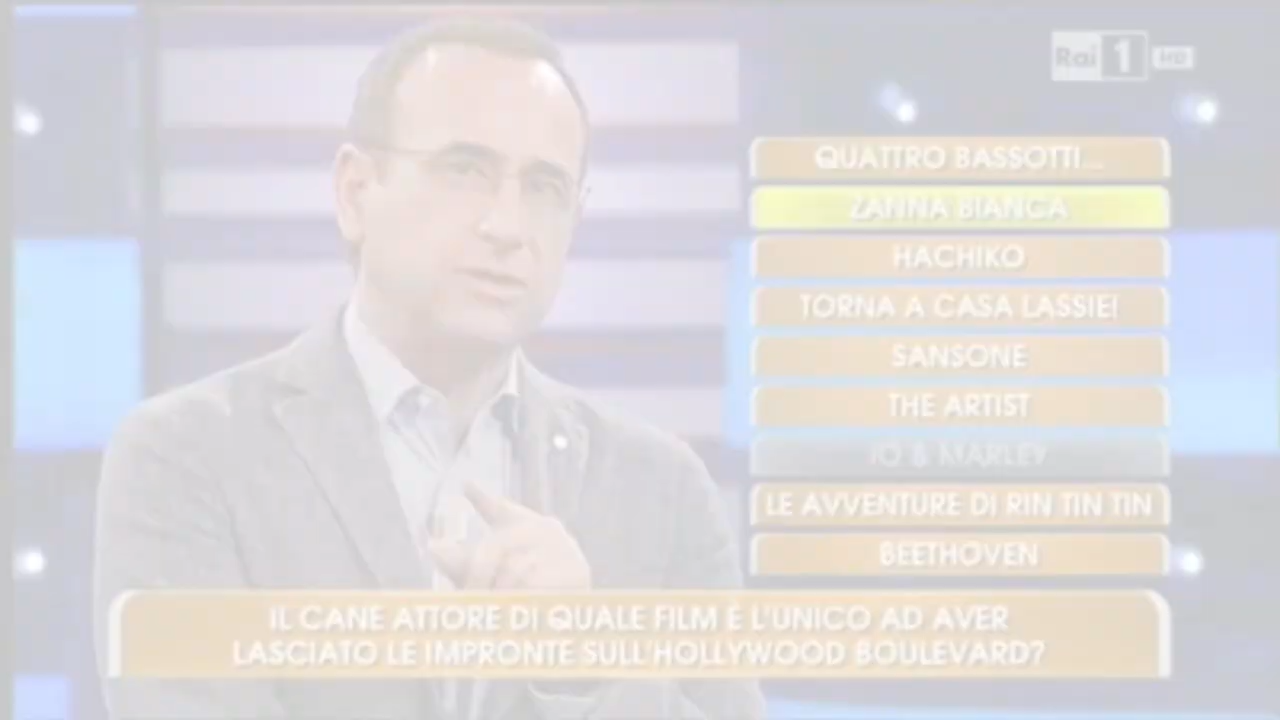 Rai 1 HD
QUATTRO BASSOTTI...
ZANNA BIANCA
HACHIKO
TORNA A CASA LASSIE!
SANSONE
THE ARTIST
IO & MARLEY
LE AVVENTURE DI RIN TIN TIN
BEETHOVEN
IL CANE ATTORE DI QUALE FILM È L'UNICO AD AVER
LASCIATO LE IMPRONTE SULL'HOLLYWOOD BOULEVARD?